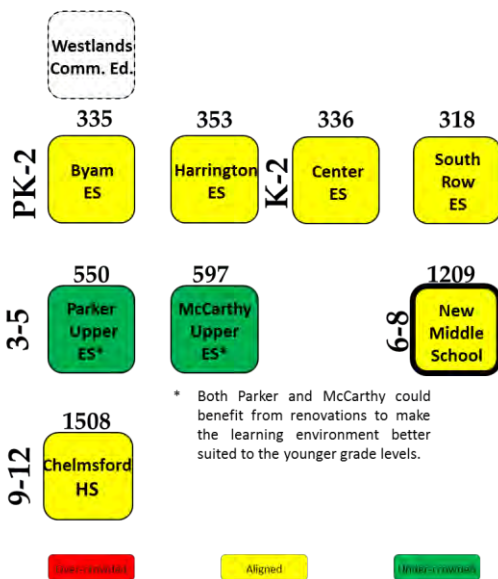 Westlands
Comm. Ed.
335 353 336 318
PK-2
Byam
ES
Harrington
ES
K-2
Center
ES
South
Row
ES
550 597 1209
3-5
Parker
Upper
ES*
McCarthy
Upper
ES*
6-8
New
Middle
School
* Both Parker and McCarthy could
benefit from renovations to make
the learning environment better
suited to the younger grade levels.
1508
9-12
Chelmsford
HS
Aligned